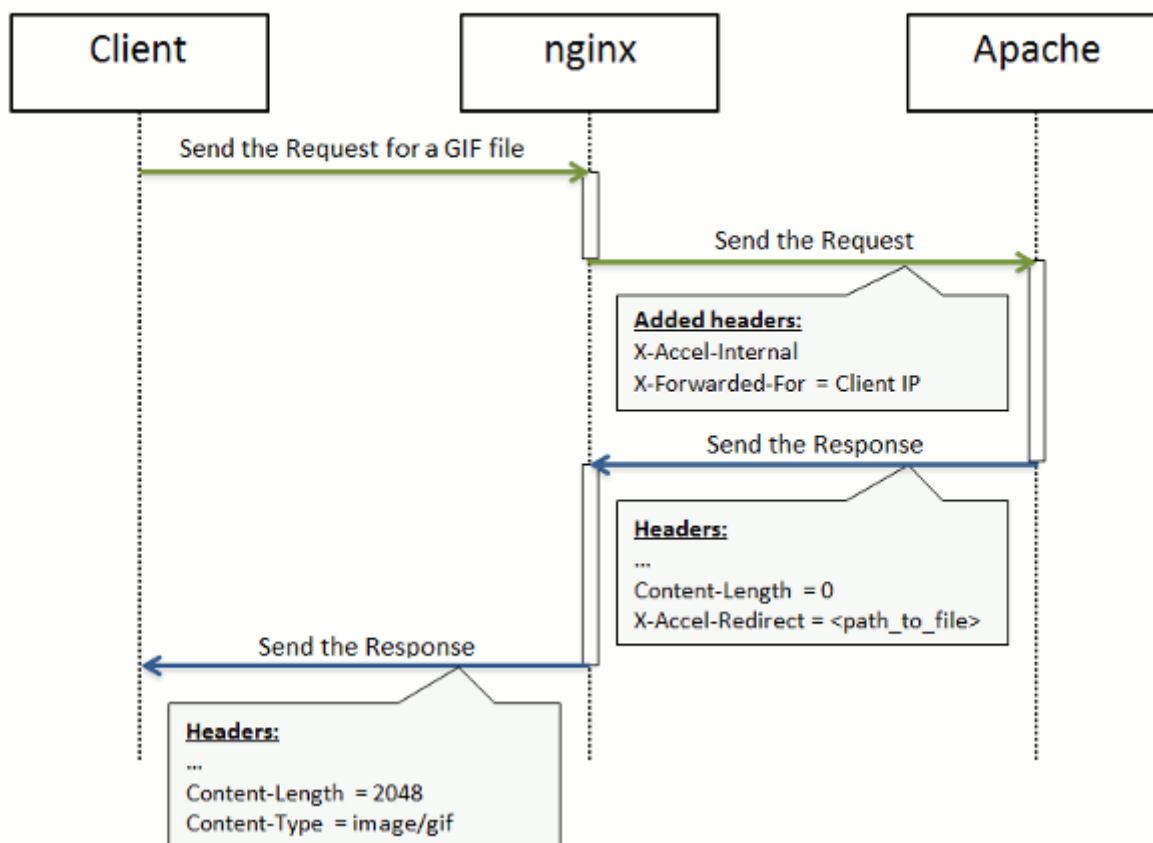 Client
nginx
Apache
Send the Request for a GIF file
Send the Request
Added headers:
X-Accel-Internal
X-Forwarded-For = Client IP
Send the Response
Headers:
...
Content-Length = 0
X-Accel-Redirect = <path_to_file>
Send the Response
Headers:
...
Content-Length = 2048
Content-Type = image/gif